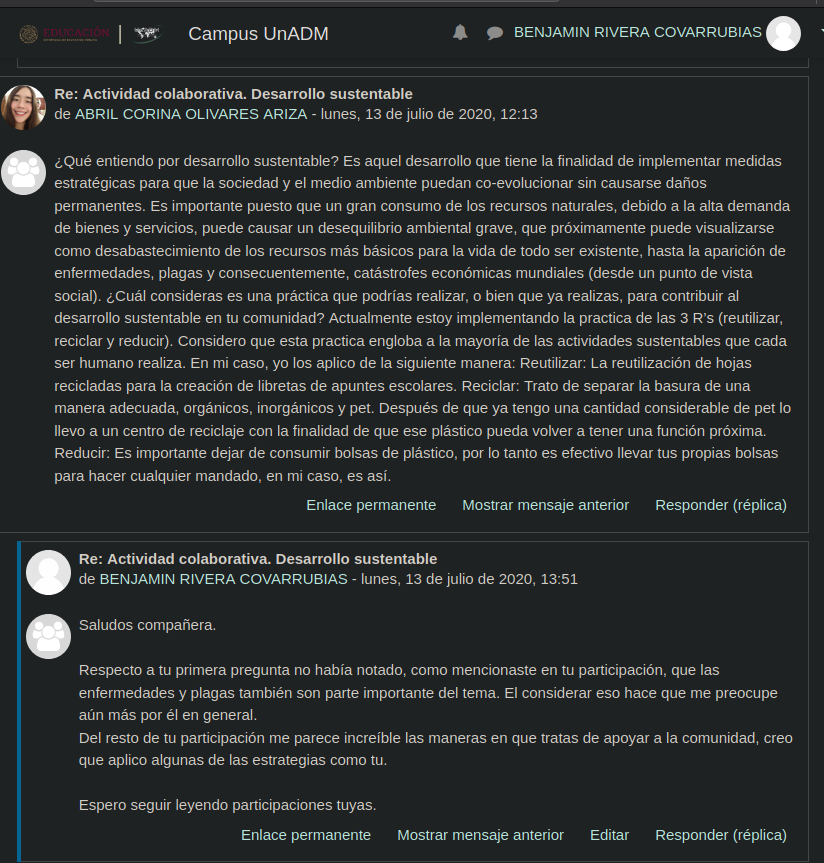 EDUCACIÓN
Campus UnADM
BENJAMIN RIVERA COVARRUBIAS
Re: Actividad colaborativa. Desarrollo sustentable
de ABRIL CORINA OLIVARES ARIZA - lunes, 13 de julio de 2020, 12:13
¿Qué entiendo por desarrollo sustentable? Es aquel desarrollo que tiene la finalidad de implementar medidas
estratégicas para que la sociedad y el medio ambiente puedan co-evolucionar sin causarse daños
permanentes. Es importante puesto que un gran consumo de los recursos naturales, debido a la alta demanda
de bienes y servicios, puede causar un desequilibrio ambiental grave, que próximamente puede visualizarse
como desabastecimiento de los recursos más básicos para la vida de todo ser existente, hasta la aparición de
enfermedades, plagas y consecuentemente, catástrofes económicas mundiales (desde un punto de vista
social). ¿Cuál consideras es una práctica que podrías realizar, o bien que ya realizas, para contribuir al
desarrollo sustentable en tu comunidad? Actualmente estoy implementando la practica de las 3 R's (reutilizar,
reciclar y reducir). Considero que esta practica engloba a la mayoría de las actividades sustentables que cada
ser humano realiza. En mi caso, yo los aplico de la siguiente manera: Reutilizar: La reutilización de hojas
recicladas para la creación de libretas de apuntes escolares. Reciclar: Trato de separar la basura de una
manera adecuada, orgánicos, inorgánicos y pet. Después de que ya tengo una cantidad considerable de pet lo
llevo a un centro de reciclaje con la finalidad de que ese plástico pueda volver a tener una función próxima.
Reducir: Es importante dejar de consumir bolsas de plástico, por lo tanto es efectivo llevar tus propias bolsas
para hacer cualquier mandado, en mi caso, es así.
Enlace permanente Mostrar mensaje anterior Responder (réplica)
Re: Actividad colaborativa. Desarrollo sustentable
de BENJAMIN RIVERA COVARRUBIAS - lunes, 13 de julio de 2020, 13:51
Saludos compañera.
Respecto a tu primera pregunta no había notado, como mencionaste en tu participación, que las
enfermedades y plagas también son parte importante del tema. El considerar eso hace que me preocupe
aún más por él en general.
Del resto de tu participación me parece increíble las maneras en que tratas de apoyar a la comunidad, creo
que aplico algunas de las estrategias como tu.
Espero seguir leyendo participaciones tuyas.
Enlace permanente Mostrar mensaje anterior Editar Responder (réplica)